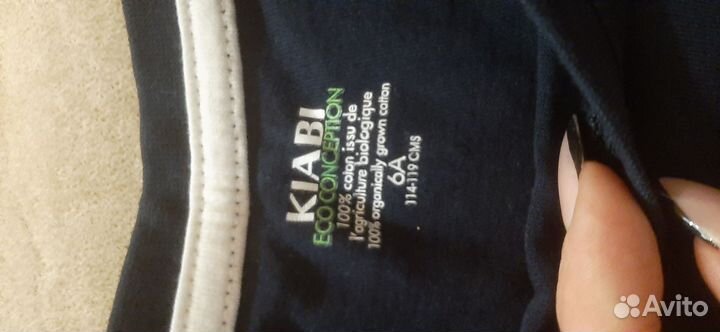 KIABI
ECO CONCEPTION
100% coton issu de
l'agriculture biologique
100% organically grown cotton
6A
114-119 CMS
Avito